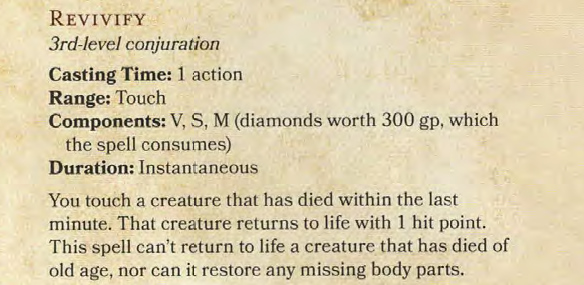 REVIVIFY
3rd-level conjuration
Casting Time: 1 action
Range: Touch
Components: V, S, M (diamonds worth 300 gp, which
the spell consumes)
Duration: Instantaneous
You touch a creature that has died within the last
minute. That creature returns to life with 1 hit point.
This spell can't return to life a creature that has died of
old age, nor can it restore any missing body parts.